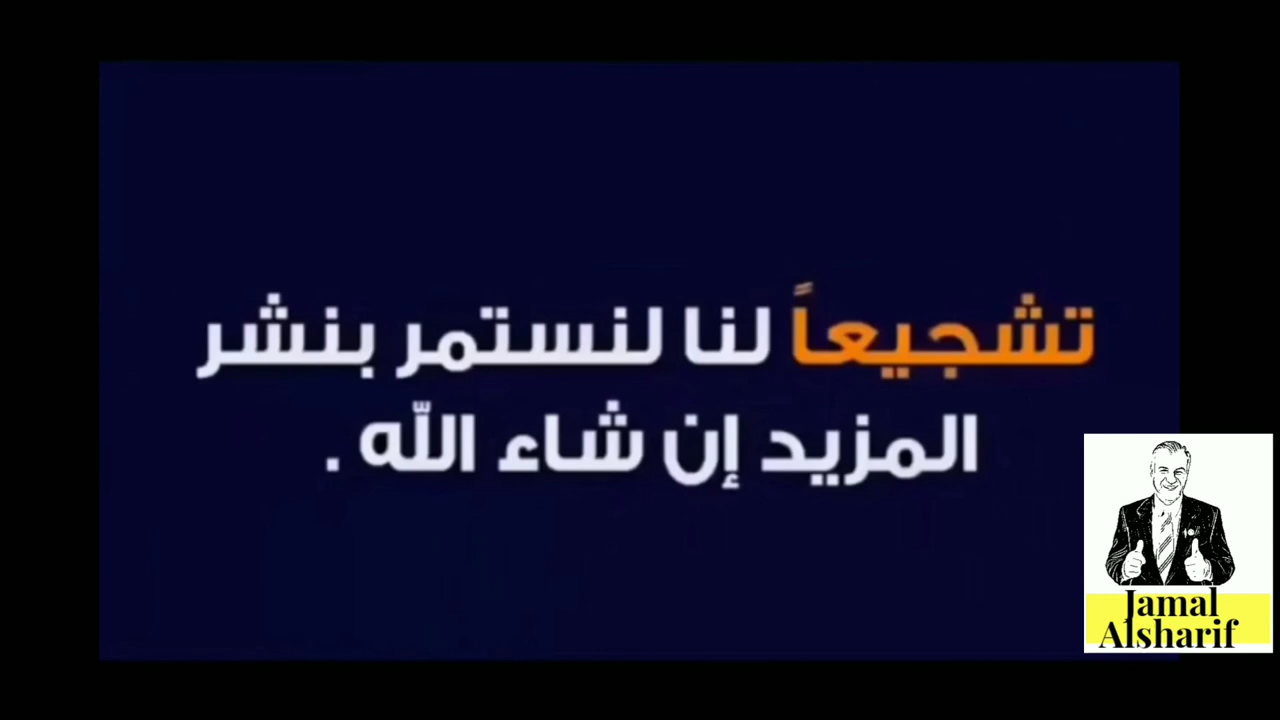 تشجيعاً لنا لنستمر بنشر
المزيد إن شاء الله .
Jamal
Alsharif